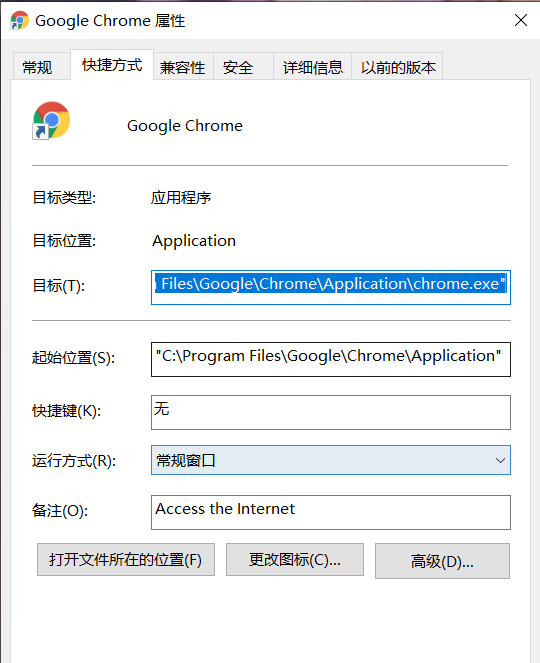 Google Chrome 属性
常规 快捷方式 兼容性 安全 详细信息 以前的版本
Google Chrome
目标类型: 应用程序
目标位置: Application
目标(T): Files\Google\Chrome\Application\chrome.exe"
起始位置(S): "C:\Program Files\Google\Chrome\Application"
快捷键(K): 无
运行方式(R): 常规窗口
备注(O): Access the Internet
打开文件所在的位置(F) 更改图标(C)... 高级(D)...